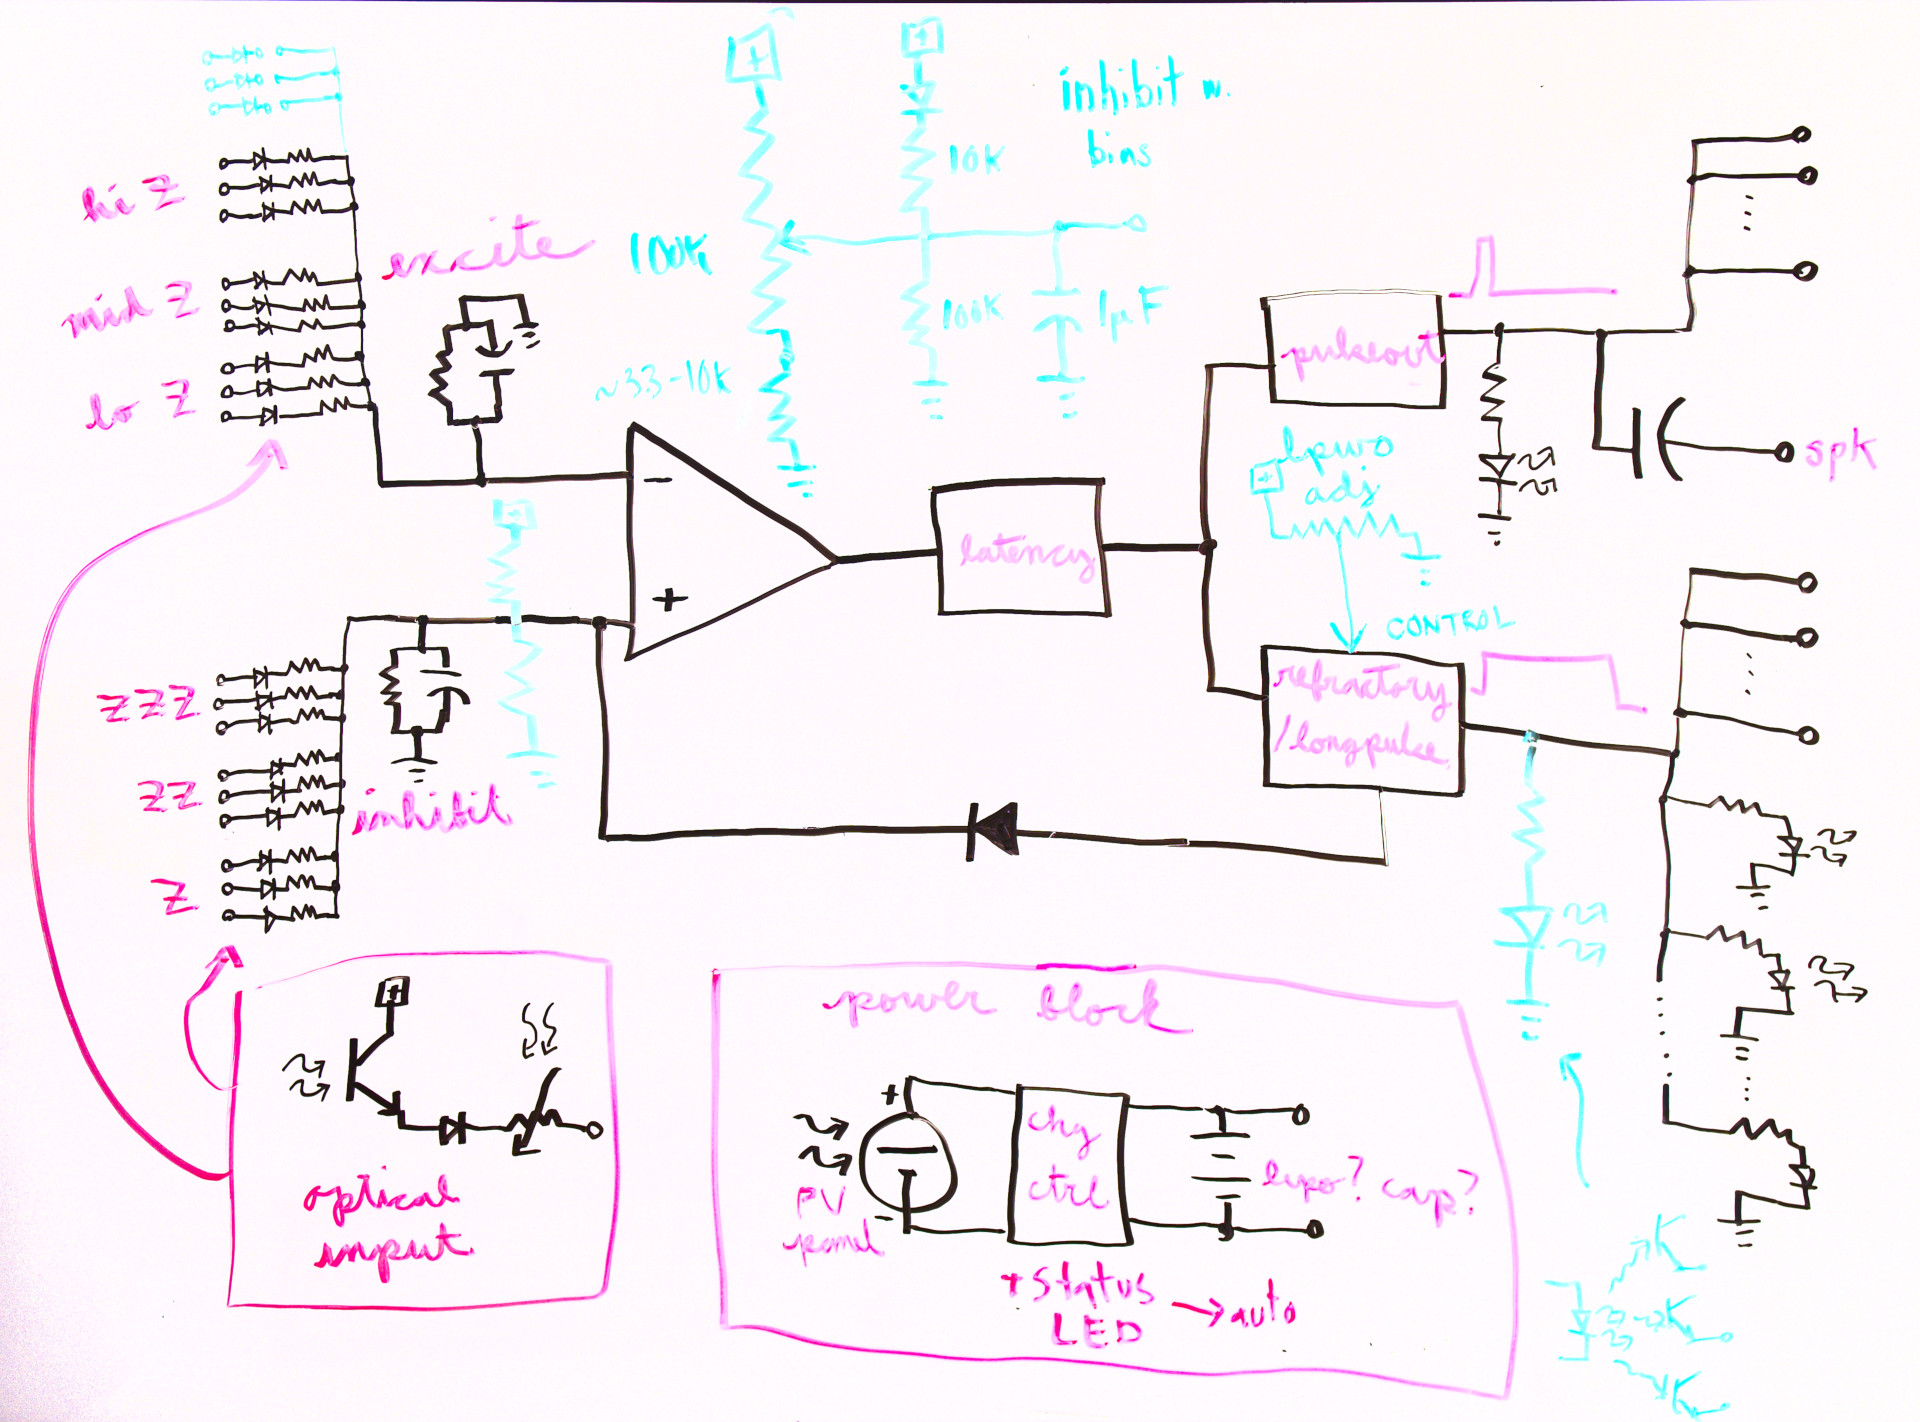 hi Z
mid Z
lo Z
excite
100K
~3.3-10K
10K
100K
1µF
inhibit w.
bias
pulseout
spk
lpwo
adj
CONTROL
latency
refractory
/longpulse
ZZZ
ZZ
Z
inhibit
optical
input
power block
PV
panel
chg
ctrl
lipo? cap?
+ status
LED
→ auto